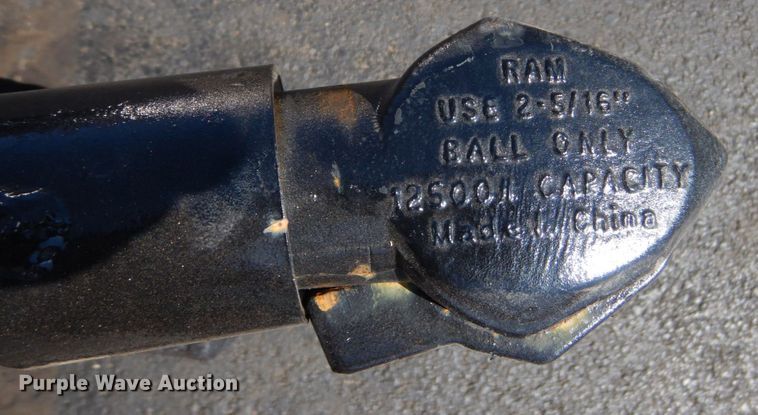 RAM
USE 2-5/16"
BALL ONLY
12500# CAPACITY
Made In China
Purple Wave Auction